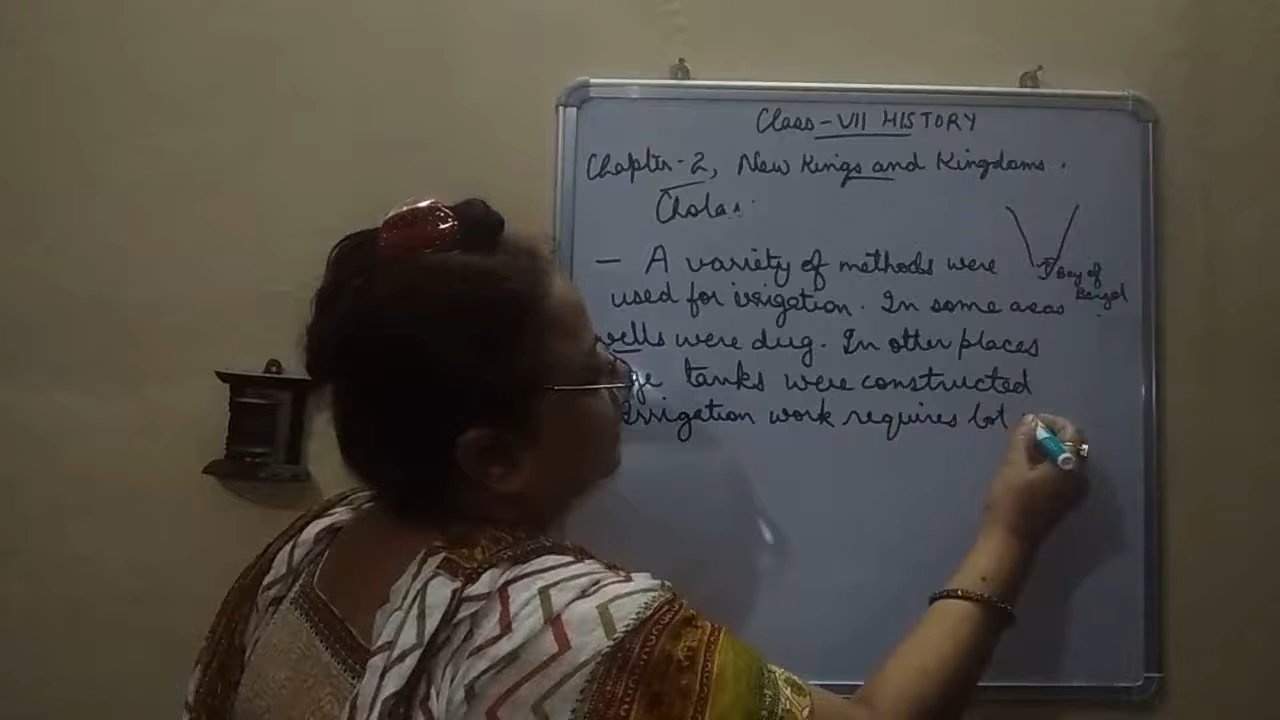 Class-VII HISTORY
Chapter-2, New Kings and Kingdoms.
Cholas
- A variety of methods were
used for irrigation. In some areas
wells were dug. In other places
tanks were constructed
Irrigation work requires lot
Bay of
Bengal